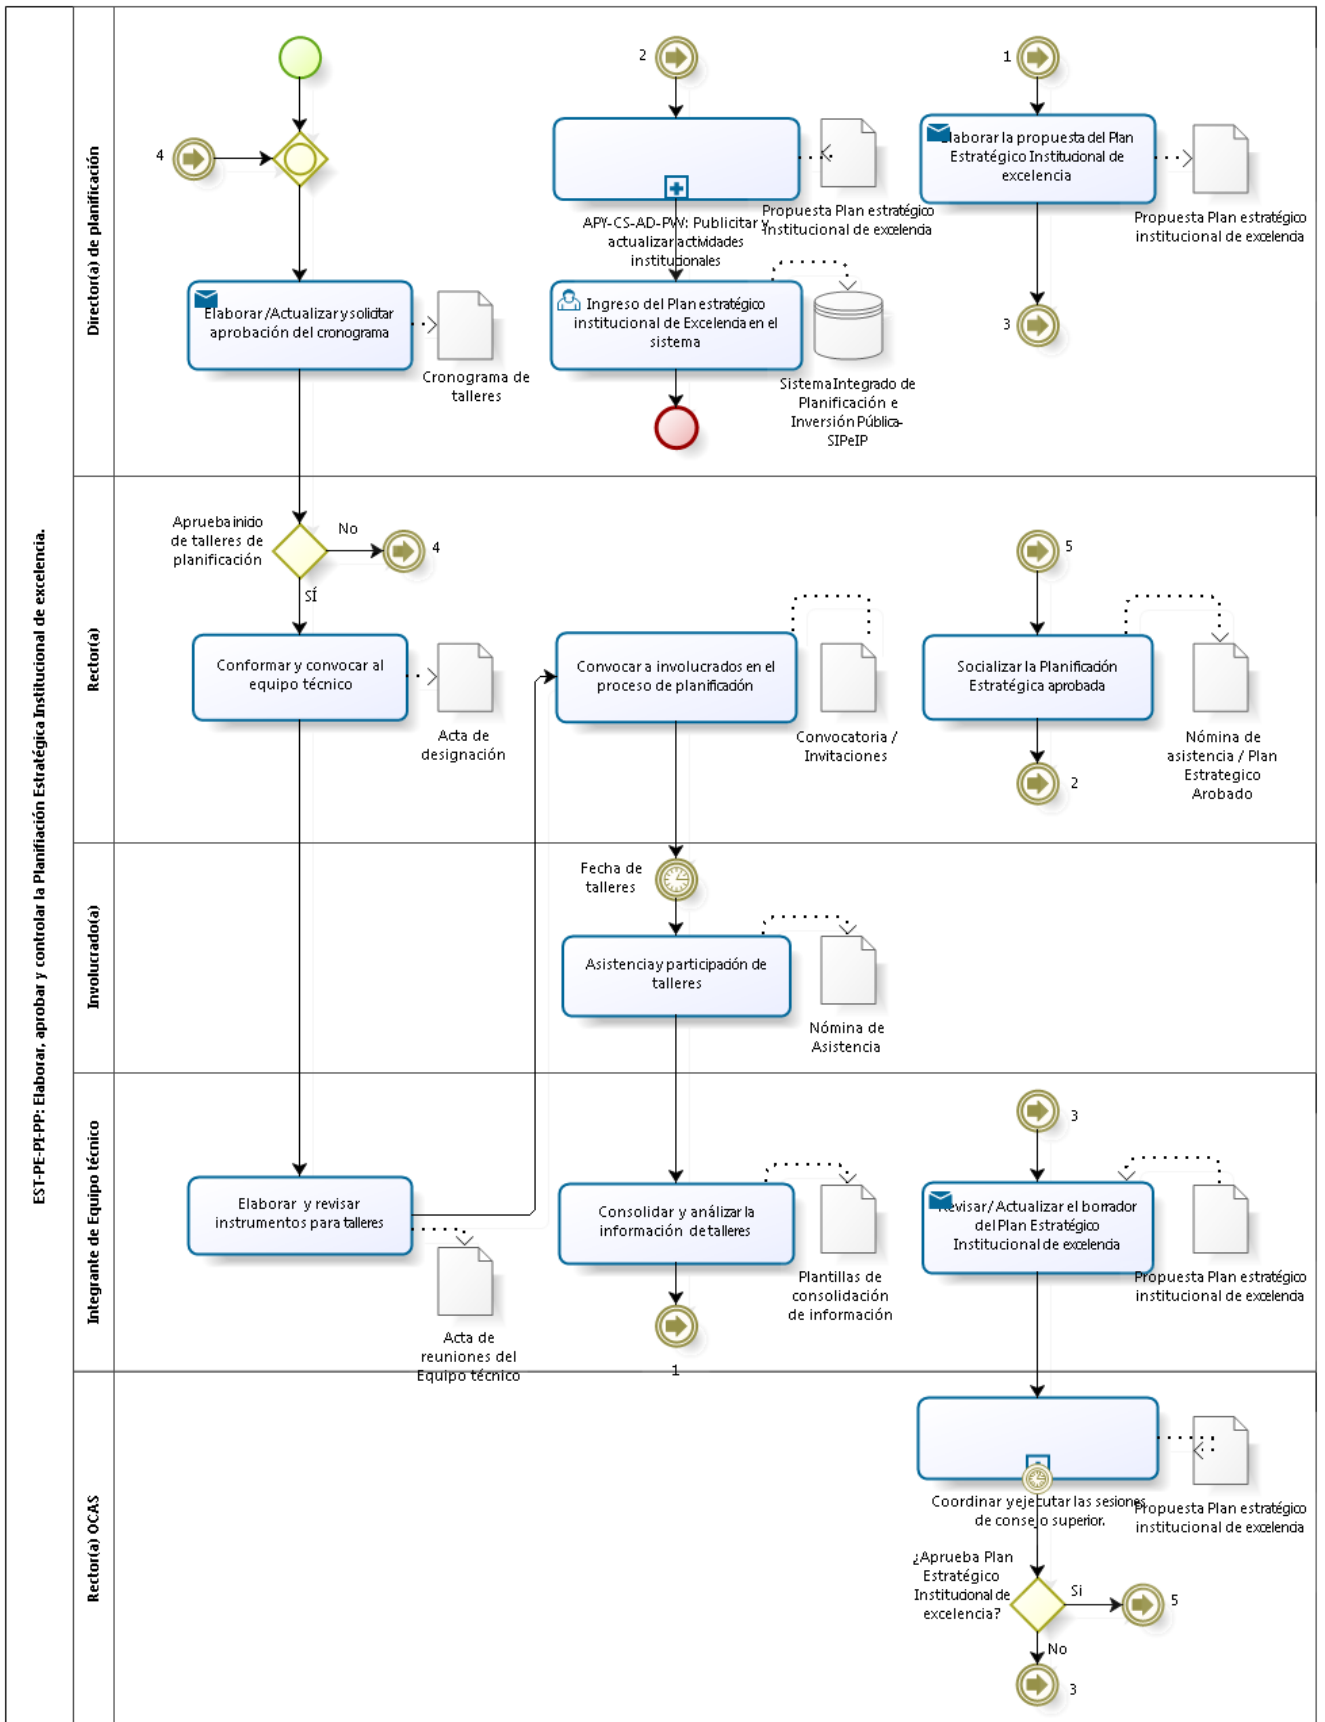 EST-PE-PI-PP: Elaborar, aprobar y controlar la Planifiación Estratégica Institucional de excelencia.
Director(a) de planificación
4
Elaborar /Actualizar y solicitar
aprobación del cronograma
Cronograma de
talleres
2
APY-CS-AD-PW: Publicitar y
actualizar actividades
institucionales
Propuesta Plan estratégico
institucional de excelencia
Ingreso del Plan estratégico
institucional de Excelencia en el
sistema
Sistema Integrado de
Planificación e
Inversión Pública-
SIPeIP
1
Elaborar la propuesta del Plan
Estratégico Institucional de
excelencia
Propuesta Plan estratégico
institucional de excelencia
3
Rector(a)
Aprueba inicio
de talleres de
planificación
No
4
SÍ
Conformar y convocar al
equipo técnico
Acta de
designación
Convocar a involucrados en el
proceso de planificación
Convocatoria /
Invitaciones
5
Socializar la Planificación
Estratégica aprobada
Nómina de
asistencia / Plan
Estrategico
Arobado
2
Involucrado(a)
Fecha de
talleres
Asistencia y participación de
talleres
Nómina de
Asistencia
Integrante de Equipo técnico
Elaborar y revisar
instrumentos para talleres
Acta de
reuniones del
Equipo técnico
Consolidar y análizar la
información de talleres
Plantillas de
consolidación
de información
1
3
Revisar/ Actualizar el borrador
del Plan Estratégico
Institucional de excelencia
Propuesta Plan estratégico
institucional de excelencia
Rector(a) OCAS
Coordinar y ejecutar las sesiones
de consejo superior.
Propuesta Plan estratégico
institucional de excelencia
¿Aprueba Plan
Estratégico
Institucional de
excelencia?
Si
5
No
3